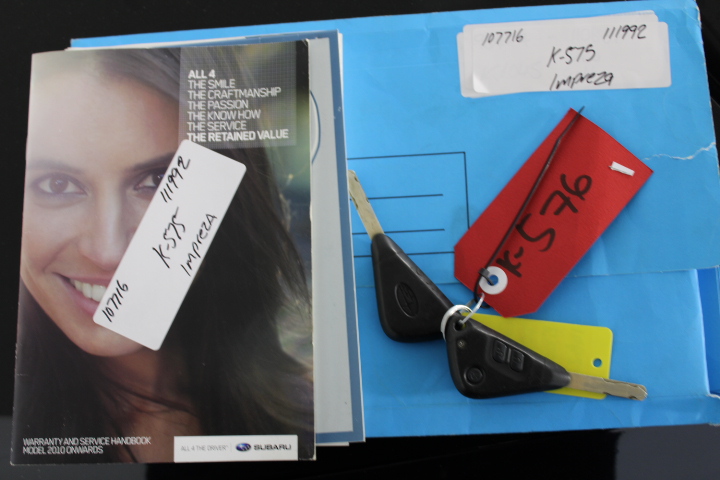 ALL 4
THE SMILE
THE CRAFTMANSHIP
THE PASSION
THE KNOW HOW
THE SERVICE
THE RETAINED VALUE
111992
K-575
Impreza
107716
WARRANTY AND SERVICE HANDBOOK
MODEL 2010 ONWARDS
ALL 4 THE DRIVER
SUBARU
107716
111992
K-575
Impreza
K-576